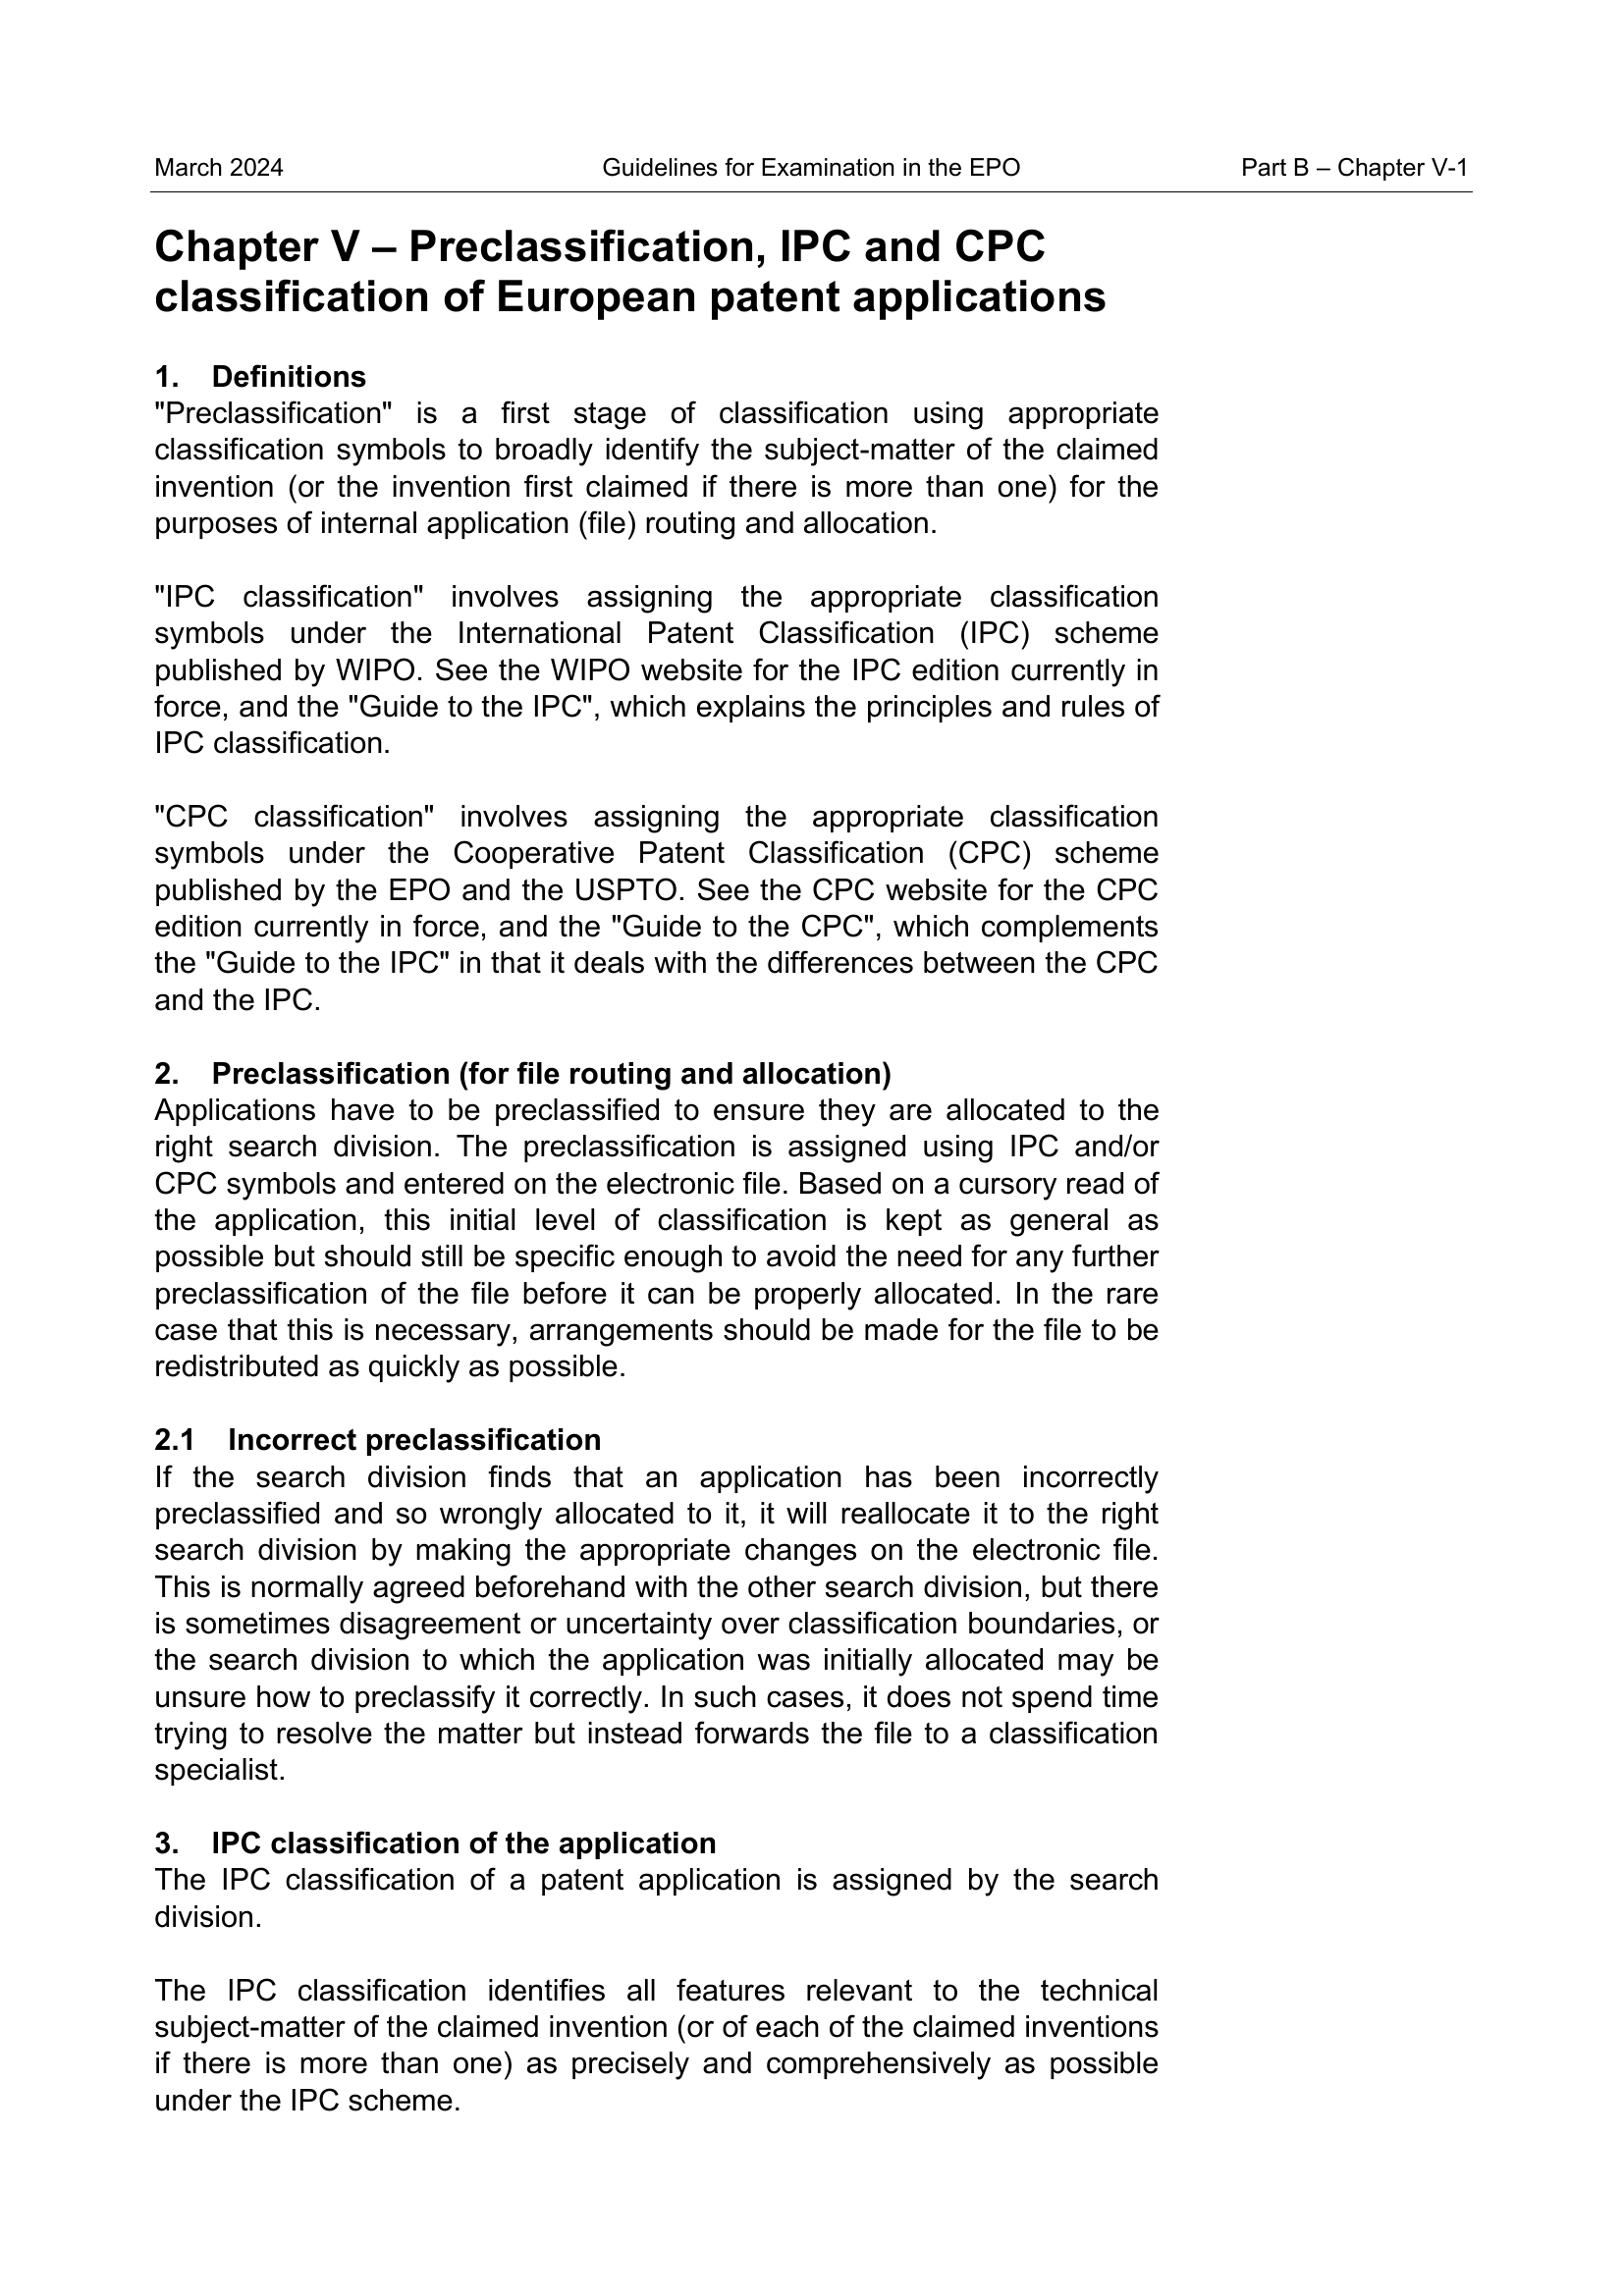 March 2024 Guidelines for Examination in the EPO Part B – Chapter V-1
Chapter V – Preclassification, IPC and CPC
classification of European patent applications
1. Definitions
"Preclassification" is a first stage of classification using appropriate
classification symbols to broadly identify the subject-matter of the claimed
invention (or the invention first claimed if there is more than one) for the
purposes of internal application (file) routing and allocation.
"IPC classification" involves assigning the appropriate classification
symbols under the International Patent Classification (IPC) scheme
published by WIPO. See the WIPO website for the IPC edition currently in
force, and the "Guide to the IPC", which explains the principles and rules of
IPC classification.
"CPC classification" involves assigning the appropriate classification
symbols under the Cooperative Patent Classification (CPC) scheme
published by the EPO and the USPTO. See the CPC website for the CPC
edition currently in force, and the "Guide to the CPC", which complements
the "Guide to the IPC" in that it deals with the differences between the CPC
and the IPC.
2. Preclassification (for file routing and allocation)
Applications have to be preclassified to ensure they are allocated to the
right search division. The preclassification is assigned using IPC and/or
CPC symbols and entered on the electronic file. Based on a cursory read of
the application, this initial level of classification is kept as general as
possible but should still be specific enough to avoid the need for any further
preclassification of the file before it can be properly allocated. In the rare
case that this is necessary, arrangements should be made for the file to be
redistributed as quickly as possible.
2.1 Incorrect preclassification
If the search division finds that an application has been incorrectly
preclassified and so wrongly allocated to it, it will reallocate it to the right
search division by making the appropriate changes on the electronic file.
This is normally agreed beforehand with the other search division, but there
is sometimes disagreement or uncertainty over classification boundaries, or
the search division to which the application was initially allocated may be
unsure how to preclassify it correctly. In such cases, it does not spend time
trying to resolve the matter but instead forwards the file to a classification
specialist.
3. IPC classification of the application
The IPC classification of a patent application is assigned by the search
division.
The IPC classification identifies all features relevant to the technical
subject-matter of the claimed invention (or of each of the claimed inventions
if there is more than one) as precisely and comprehensively as possible
under the IPC scheme.